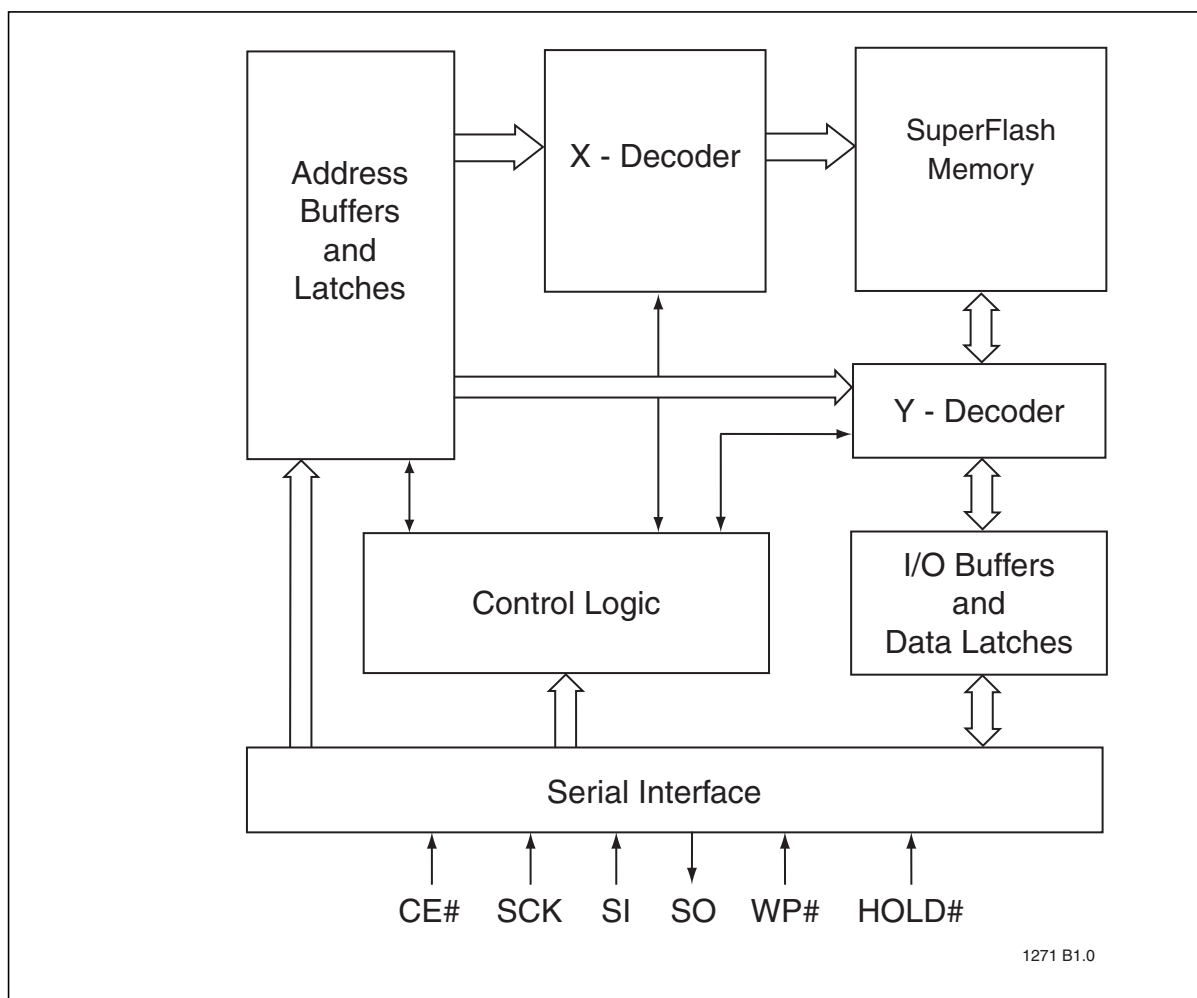 Address
Buffers
and
Latches
X - Decoder
SuperFlash
Memory
Y - Decoder
Control Logic
I/O Buffers
and
Data Latches
Serial Interface
CE# SCK SI SO WP# HOLD#
1271 B1.0